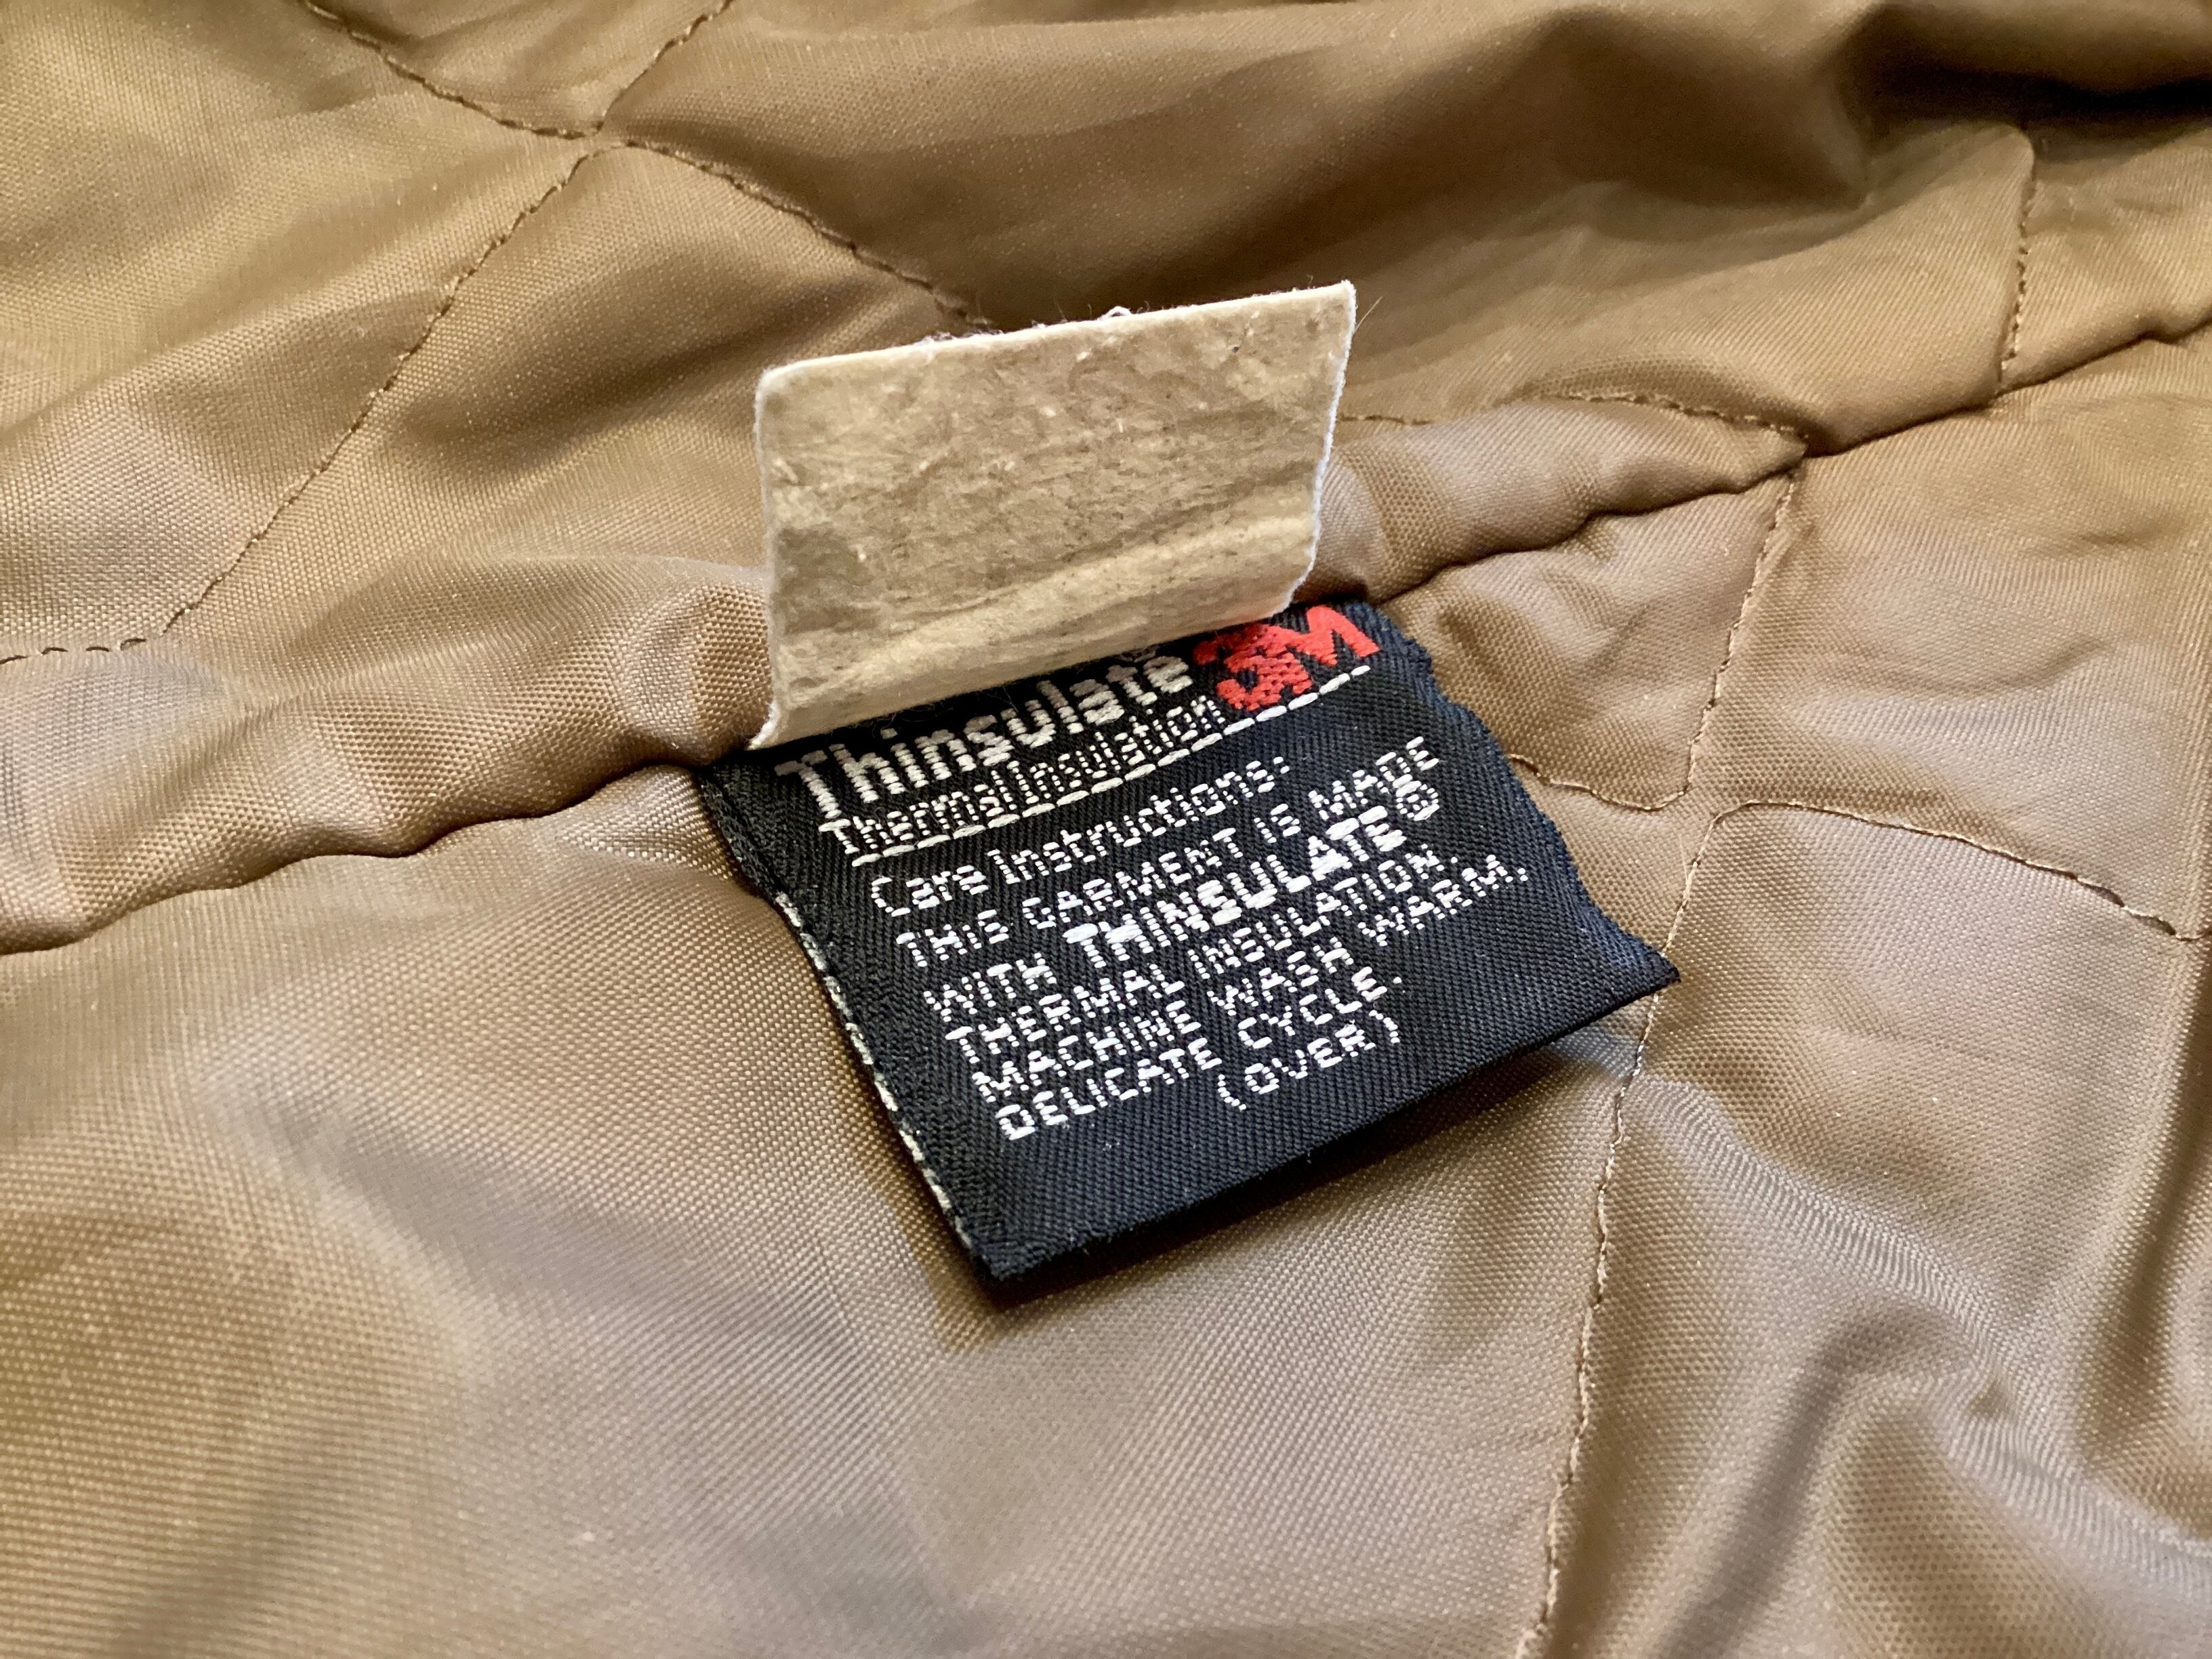 Thinsulate 3M
Thermal Insulation
Care Instructions:
THIS GARMENT IS MADE
WITH THINSULATE®
THERMAL INSULATION.
MACHINE WASH WARM,
DELICATE CYCLE.
(OVER)